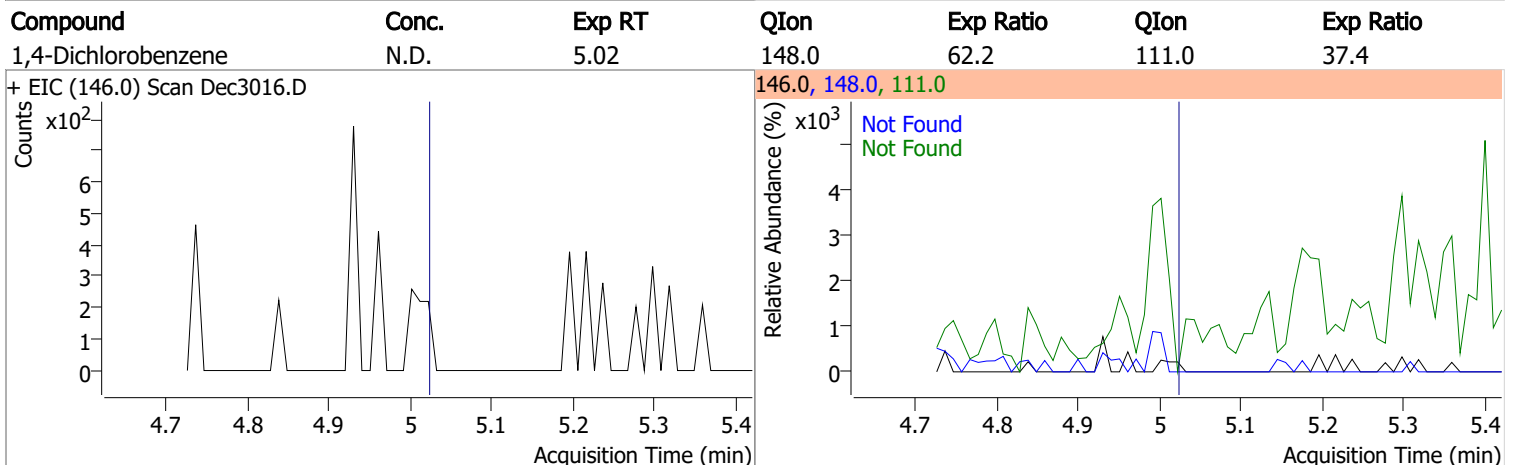 Compound Conc. Exp RT QIon Exp Ratio QIon Exp Ratio
1,4-Dichlorobenzene N.D. 5.02 148.0 62.2 111.0 37.4
+ EIC (146.0) Scan Dec3016.D
Counts
x10²
6
5
4
3
2
1
0
4.7 4.8 4.9 5 5.1 5.2 5.3 5.4
Acquisition Time (min)
146.0, 148.0, 111.0
Relative Abundance (%)
x10³
Not Found
Not Found
4
3
2
1
0
4.7 4.8 4.9 5 5.1 5.2 5.3 5.4
Acquisition Time (min)